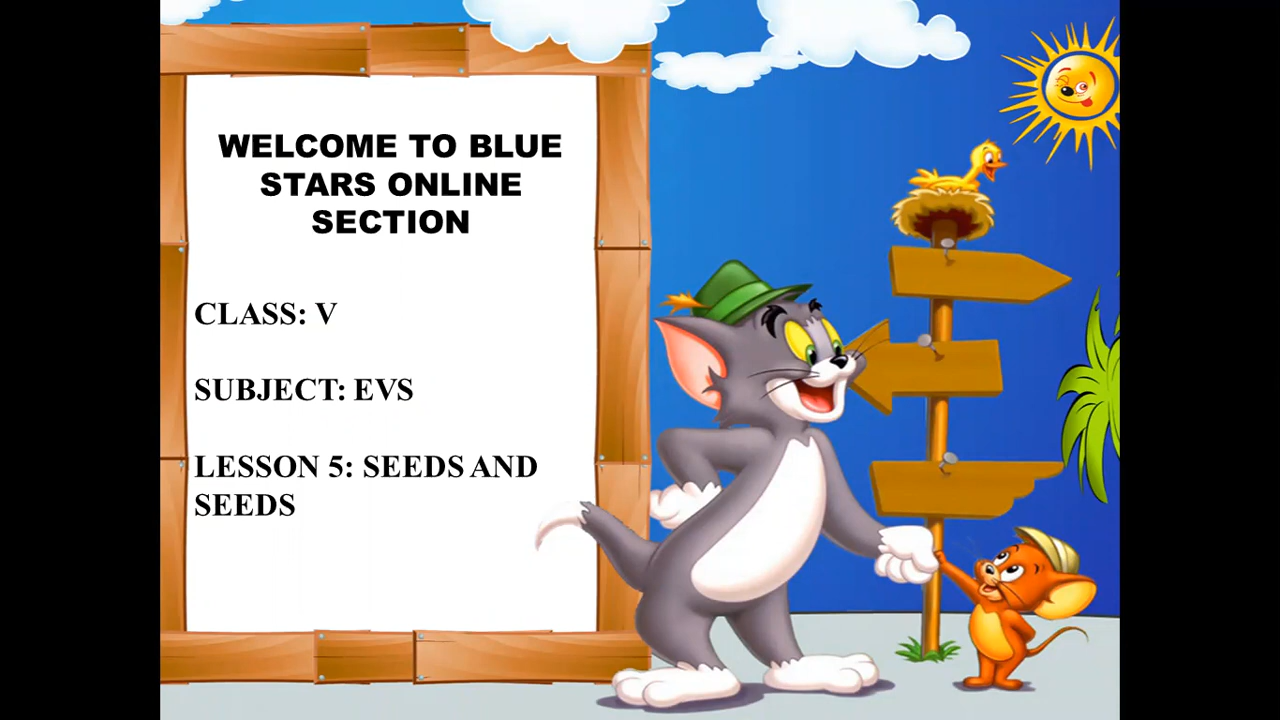 WELCOME TO BLUE
STARS ONLINE
SECTION
CLASS: V
SUBJECT: EVS
LESSON 5: SEEDS AND
SEEDS